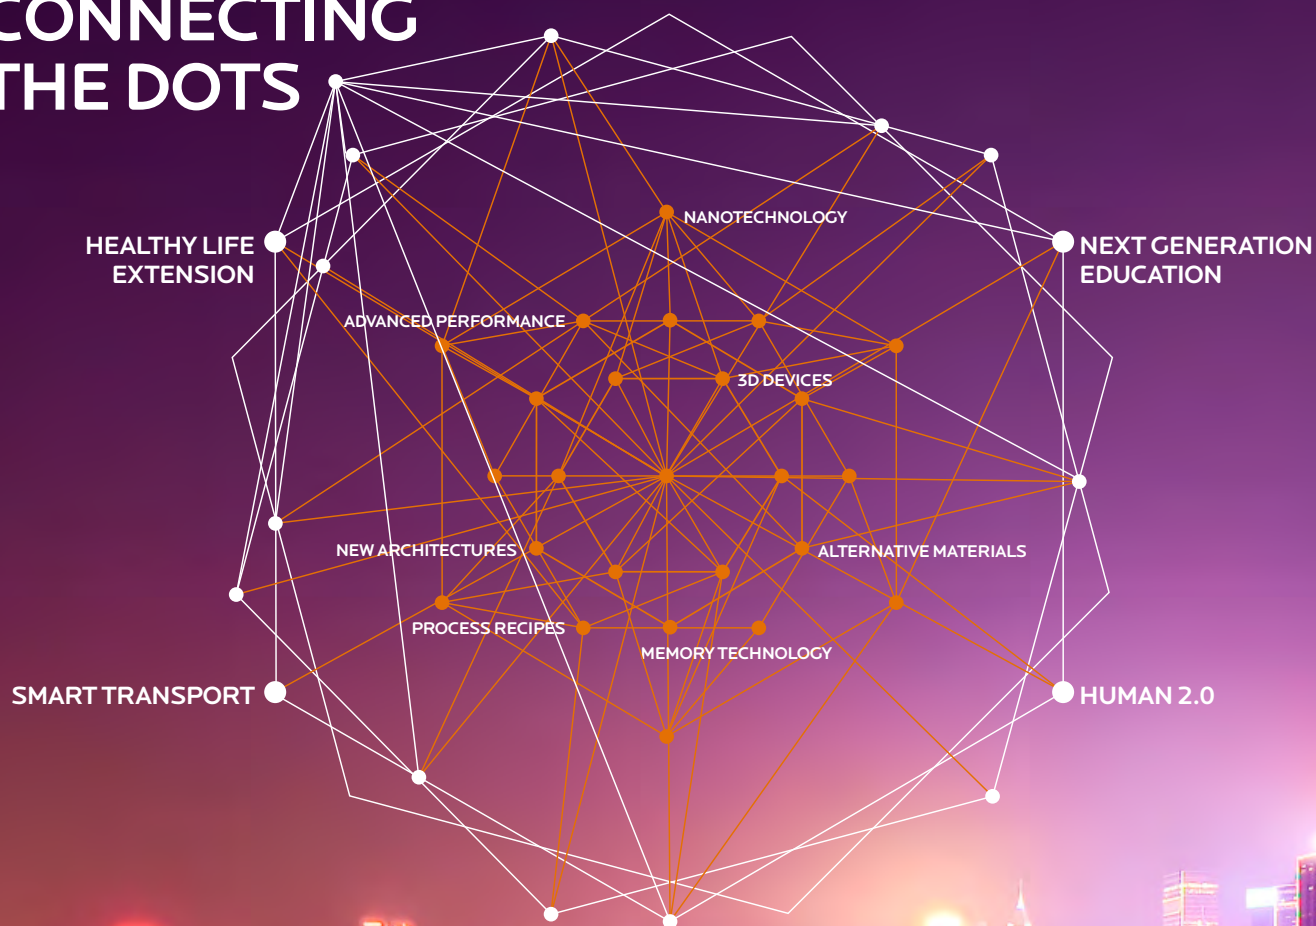 CONNECTING
THE DOTS
NANOTECHNOLOGY
HEALTHY LIFE
EXTENSION
NEXT GENERATION
EDUCATION
ADVANCED PERFORMANCE
3D DEVICES
NEW ARCHITECTURES
ALTERNATIVE MATERIALS
PROCESS RECIPES
MEMORY TECHNOLOGY
SMART TRANSPORT
HUMAN 2.0